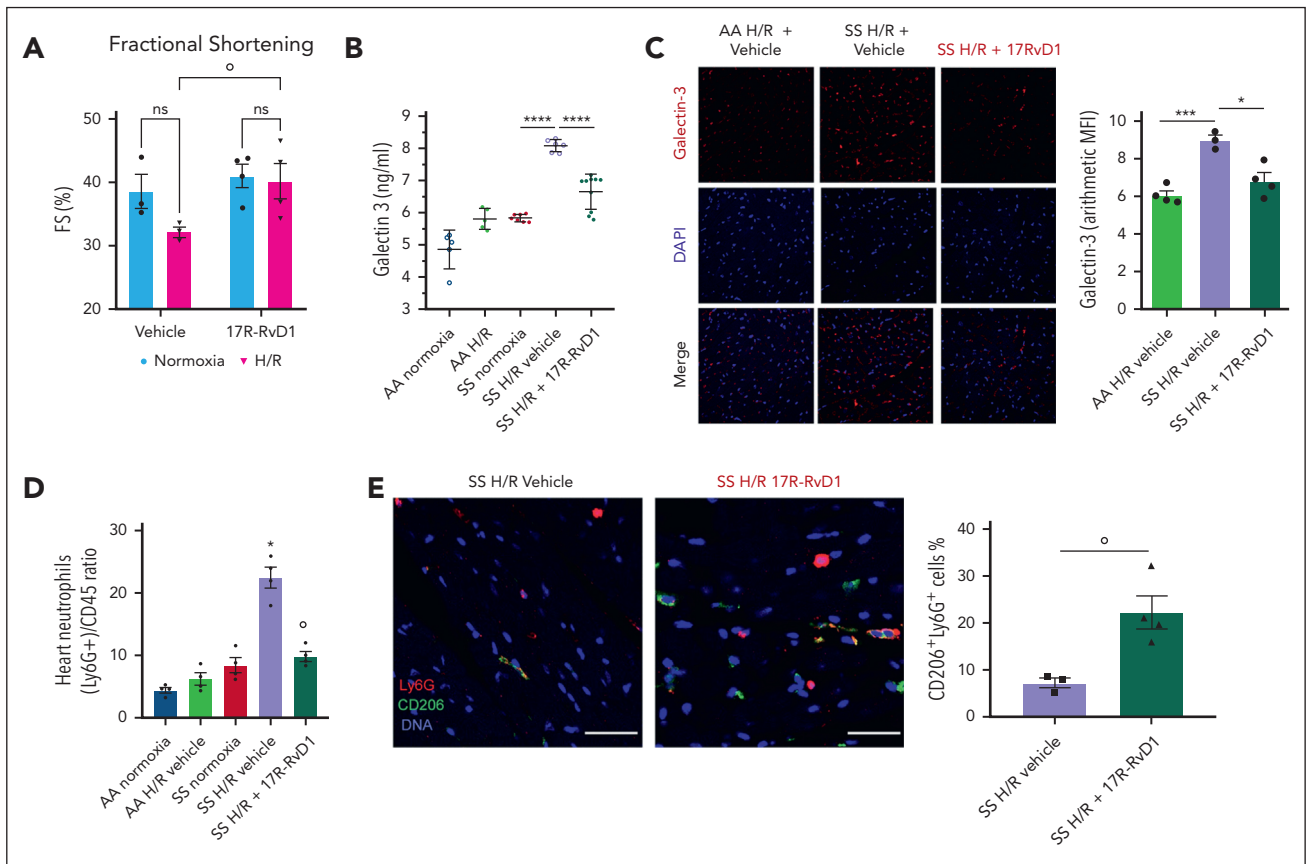 A
Fractional Shortening
ns
ns
FS (%)
50
40
30
20
Vehicle
17R-RvD1
Normoxia
H/R
B
****
****
Galectin 3 (ng/ml)
9
8
7
6
5
4
3
AA normoxia
AA H/R
SS normoxia
SS H/R vehicle
SS H/R + 17R-RvD1
C
AA H/R +
Vehicle
SS H/R +
Vehicle
SS H/R + 17RvD1
Galectin-3
DAPI
Merge
***
*
Galectin-3 (arithmetic MFI)
10
8
6
4
2
0
AA H/R vehicle
SS H/R vehicle
SS H/R + 17R-RvD1
D
*
Heart neutrophils
(Ly6G+)/CD45 ratio
30
20
10
0
AA normoxia
AA H/R vehicle
SS normoxia
SS H/R vehicle
SS H/R + 17R-RvD1
E
SS H/R Vehicle
SS H/R 17R-RvD1
Ly6G
CD206
DNA
CD206+Ly6G+ cells %
40
30
20
10
0
SS H/R vehicle
SS H/R + 17R-RvD1